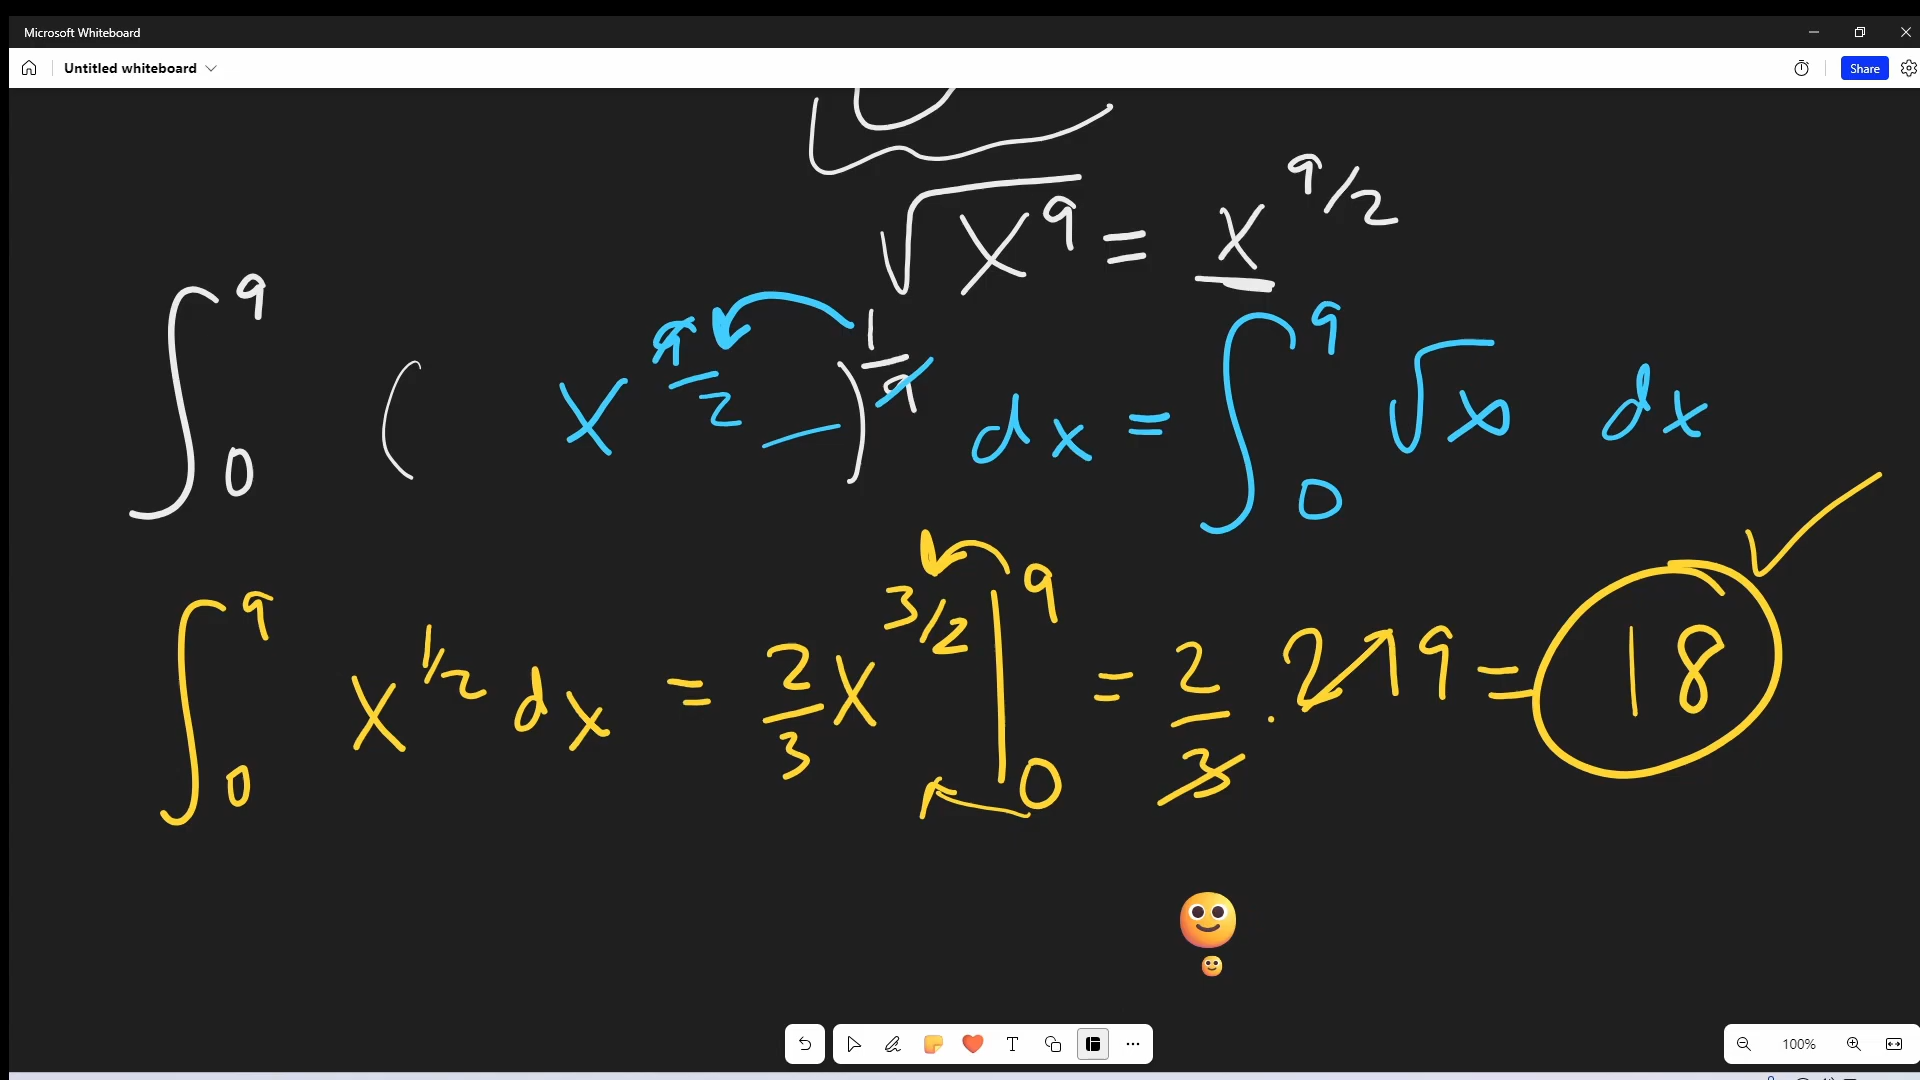 Microsoft Whiteboard
Untitled whiteboard
Share
√x⁹ = x^9/2
∫₀⁹ ( x^9/2 )^1/9 dx = ∫₀⁹ √x dx
∫₀⁹ x^1/2 dx = 2/3 x^3/2 |₀⁹ = 2/3 · 27 9 = 18
T
100%